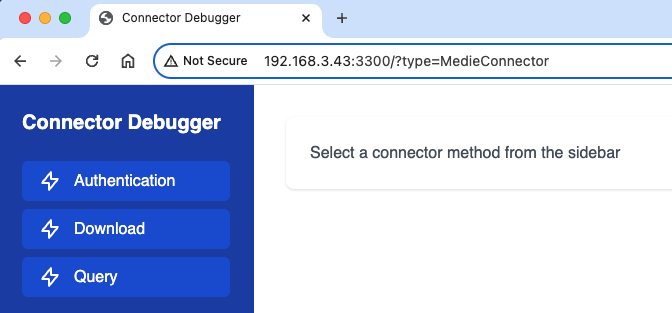 Connector Debugger
Not Secure 192.168.3.43:3300/?type=MedieConnector
Connector Debugger
Select a connector method from the sidebar
Authentication
Download
Query